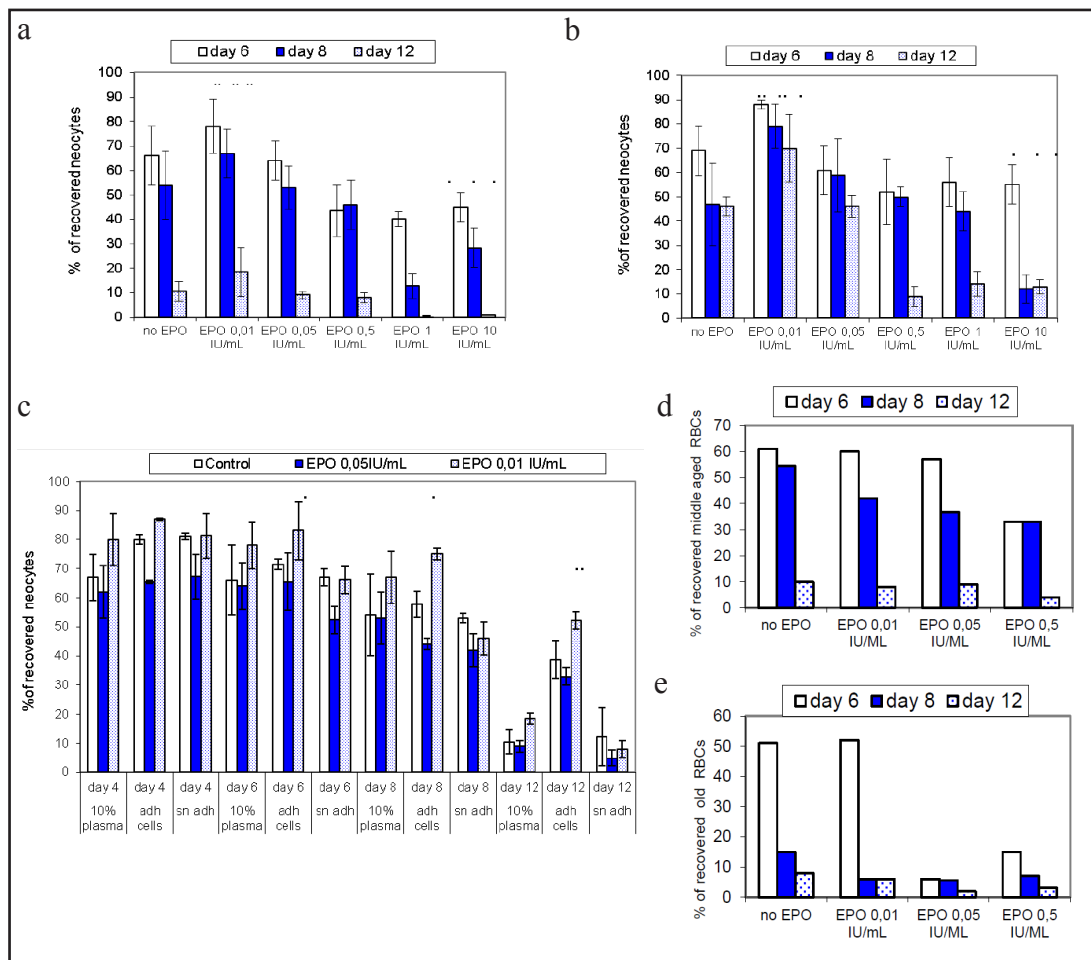 a
day 6 day 8 day 12
% of recovered neocytes
100
90
80
70
60
50
40
30
20
10
0
no EPO EPO 0,01 EPO 0,05 EPO 0,5 EPO 1 EPO 10
IU/mL IU/mL IU/mL IU/mL IU/mL
b
day 6 day 8 day 12
%of recovered neocytes
100
90
80
70
60
50
40
30
20
10
0
no EPO EPO 0,01 EPO 0,05 EPO 0,5 EPO 1 EPO 10
IU/mL IU/mL IU/mL IU/mL IU/mL
c
Control EPO 0,05IU/mL EPO 0,01 IU/mL
%of recovered neocytes
100
90
80
70
60
50
40
30
20
10
0
day 4 day 4 day 4 day 6 day 6 day 6 day 8 day 8 day 8 day 12 day 12 day 12
10% adh sn adh 10% adh sn adh 10% adh sn adh 10% adh sn adh
plasma cells plasma cells plasma cells plasma cells
d
day 6 day 8 day 12
% of recovered middle aged RBCs
70
60
50
40
30
20
10
0
no EPO EPO 0,01 EPO 0,05 EPO 0,5
IU/ML IU/ML IU/ML
e
day 6 day 8 day 12
% of recovered old RBCs
60
50
40
30
20
10
0
no EPO EPO 0,01 EPO 0,05 EPO 0,5
IU/mL IU/ML IU/ML